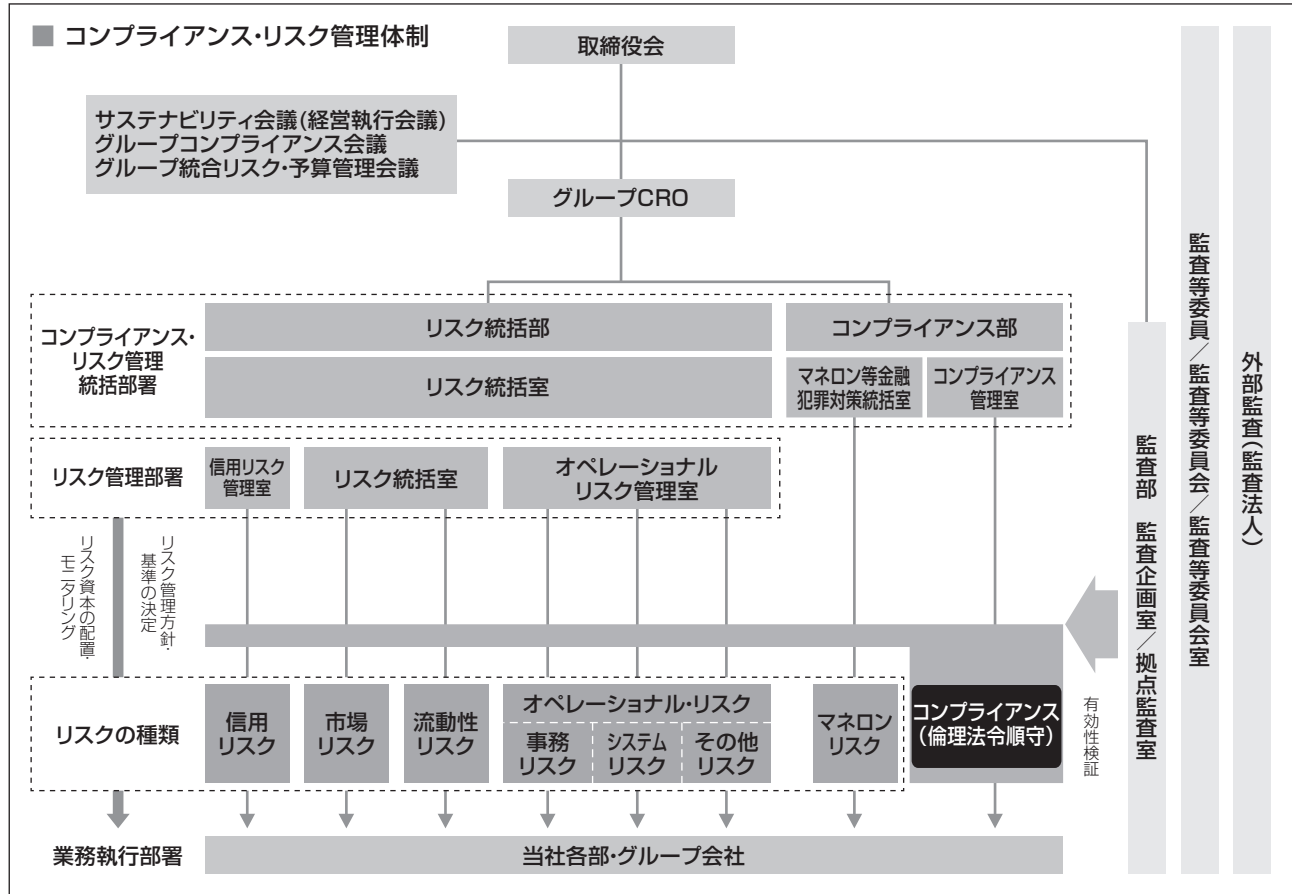 ■ コンプライアンス・リスク管理体制
取締役会
サステナビリティ会議(経営執行会議)
グループコンプライアンス会議
グループ統合リスク・予算管理会議
グループCRO
コンプライアンス・
リスク管理
統括部署
リスク統括部
コンプライアンス部
リスク統括室
マネロン等金融
犯罪対策統括室
コンプライアンス
管理室
リスク管理部署
信用リスク
管理室
リスク統括室
オペレーショナル
リスク管理室
リスク管理方針・
基準の決定
リスク資本の配置・
モニタリング
リスクの種類
信用
リスク
市場
リスク
流動性
リスク
オペレーショナル・リスク
事務
リスク
システム
リスク
その他
リスク
マネロン
リスク
コンプライアンス
(倫理法令順守)
有効性検証
業務執行部署
当社各部・グループ会社
監査部 監査企画室／拠点監査室
監査等委員／監査等委員会／監査等委員会室
外部監査(監査法人)